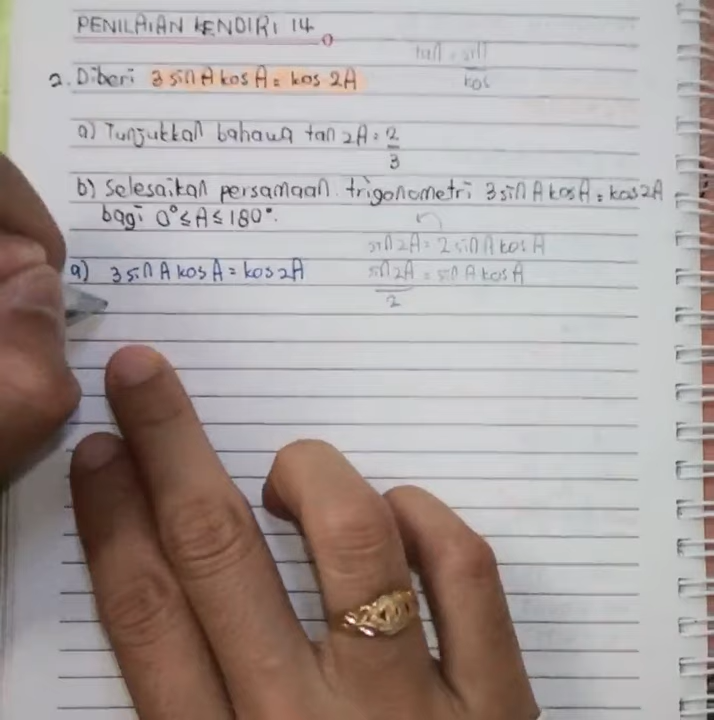 PENILAIAN KENDIRI 14
tan = sin
kos
2. Diberi 3 sin A kos A = kos 2A
a) Tunjukkan bahawa tan 2A = 2/3
b) Selesaikan persamaan trigonometri 3 sin A kos A = kos 2A
bagi 0° ≤ A ≤ 180°.
sin 2A = 2 sin A kos A
a) 3 sin A kos A = kos 2A
sin 2A = sin A kos A
2